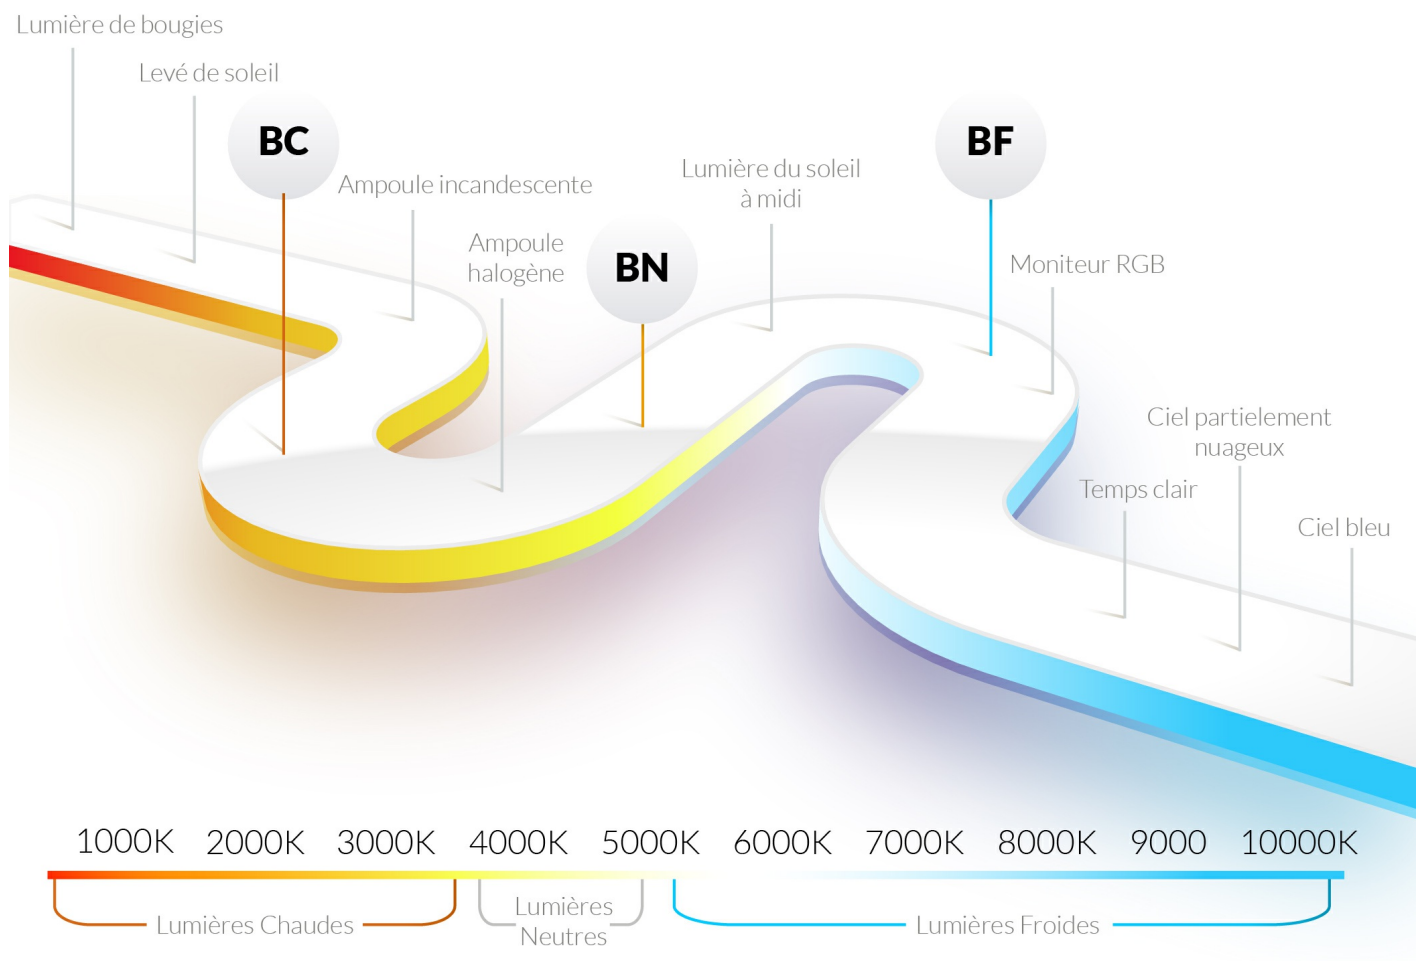 Lumière de bougies
Levé de soleil
BC
Ampoule incandescente
Ampoule
halogène
BN
Lumière du soleil
à midi
BF
Moniteur RGB
Ciel partielement
nuageux
Temps clair
Ciel bleu
1000K 2000K 3000K 4000K 5000K 6000K 7000K 8000K 9000 10000K
Lumières Chaudes
Lumières
Neutres
Lumières Froides